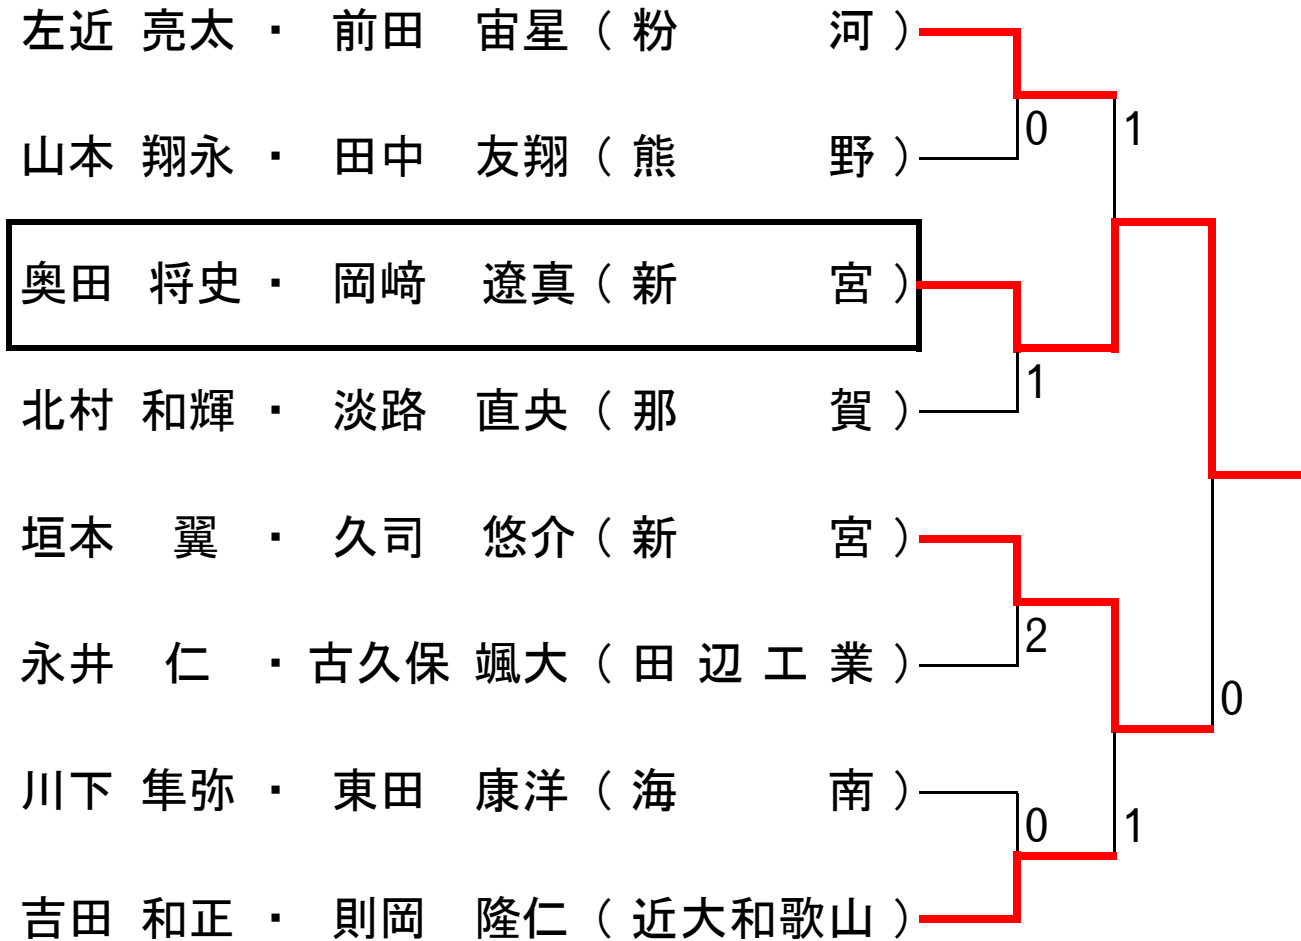 左近 亮太 ・ 前田 宙星 ( 粉 河 )
0 1
山本 翔永 ・ 田中 友翔 ( 熊 野 )
奥田 将史 ・ 岡﨑 遼真 ( 新 宮 )
1
北村 和輝 ・ 淡路 直央 ( 那 賀 )
垣本 翼 ・ 久司 悠介 ( 新 宮 )
2
永井 仁 ・ 古久保 颯大 ( 田 辺 工 業 )
0
川下 隼弥 ・ 東田 康洋 ( 海 南 )
0 1
吉田 和正 ・ 則岡 隆仁 ( 近大和歌山 )